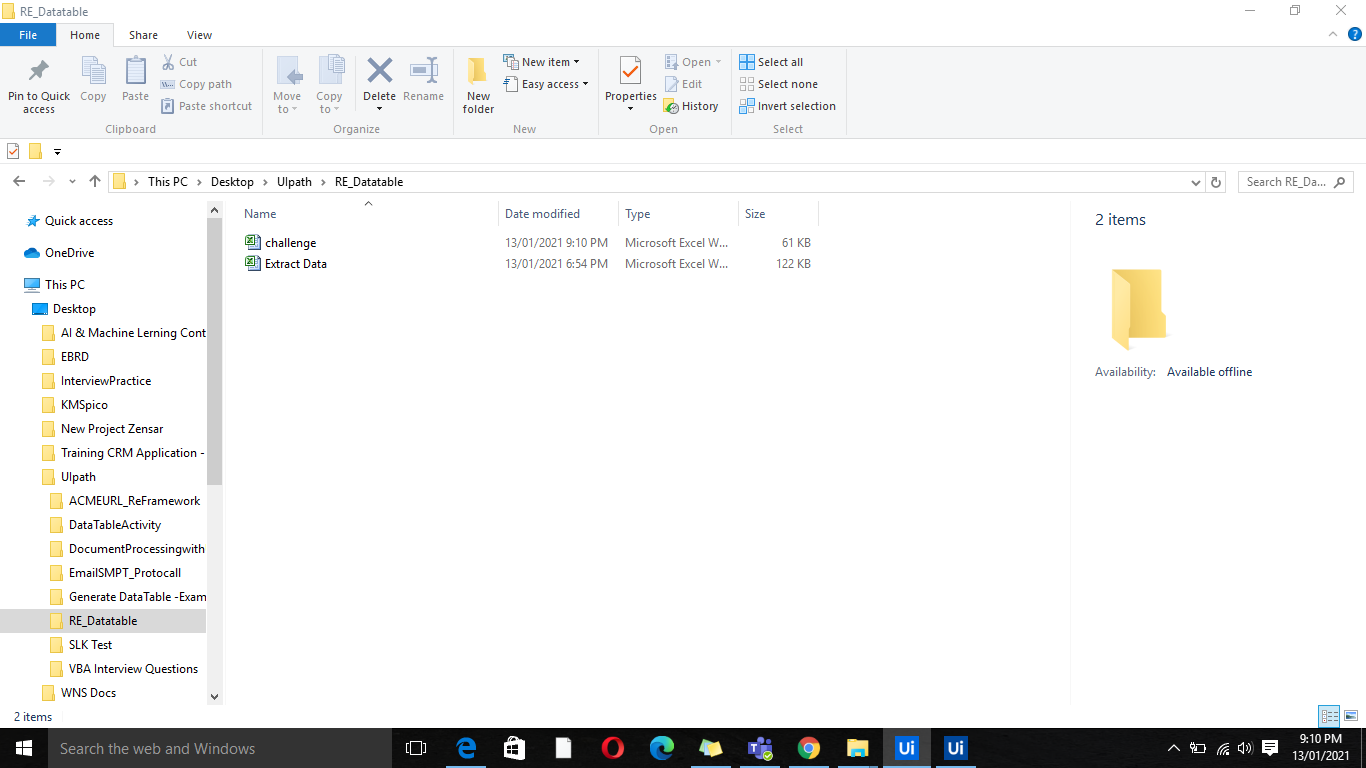 RE_Datatable
File Home Share View
Pin to Quick access
Copy
Paste
Cut
Copy path
Paste shortcut
Clipboard
Move to
Copy to
Delete
Rename
Organize
New folder
New item
Easy access
New
Properties
Open
Edit
History
Open
Select all
Select none
Invert selection
Select
This PC > Desktop > UIpath > RE_Datatable
Search RE_Da...
Quick access
OneDrive
This PC
Desktop
AI & Machine Lerning Cont
EBRD
InterviewPractice
KMSpico
New Project Zensar
Training CRM Application -
UIpath
ACMEURL_ReFramework
DataTableActivity
DocumentProcessingwith
EmailSMPT_Protocall
Generate DataTable -Exam
RE_Datatable
SLK Test
VBA Interview Questions
WNS Docs
Name Date modified Type Size
challenge 13/01/2021 9:10 PM Microsoft Excel W... 61 KB
Extract Data 13/01/2021 6:54 PM Microsoft Excel W... 122 KB
2 items
Availability: Available offline
2 items
Search the web and Windows
Ui
Ui
9:10 PM
13/01/2021